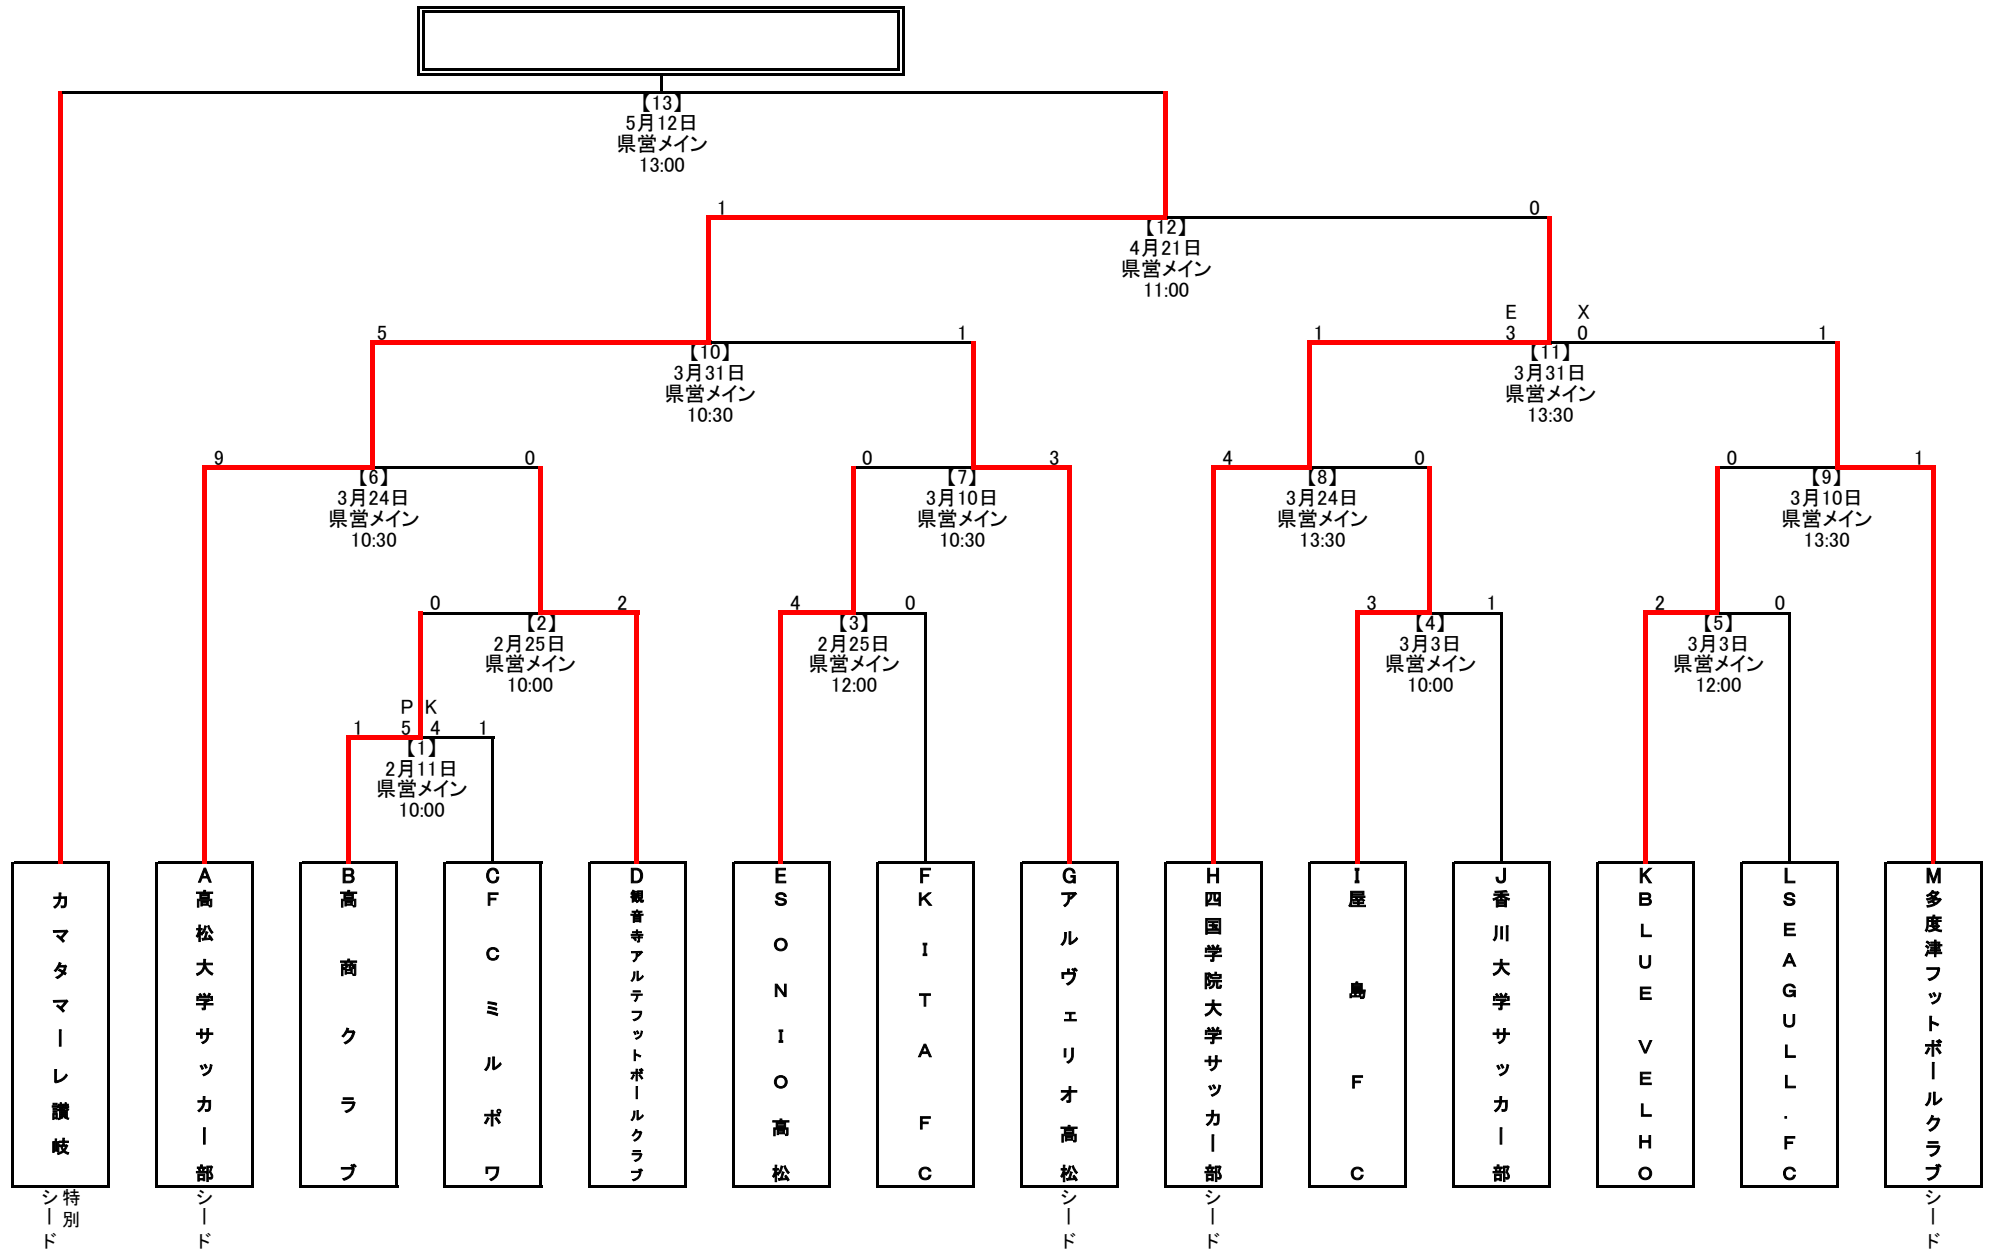 【13】
5月12日
県営メイン
13:00
1 0
【12】
4月21日
県営メイン
11:00
E X
5 1 1 3 0 1
【10】 【11】
3月31日 3月31日
県営メイン 県営メイン
10:30 13:30
9 0 0 3 4 0 0 1
【6】 【7】 【8】 【9】
3月24日 3月10日 3月24日 3月10日
県営メイン 県営メイン 県営メイン 県営メイン
10:30 10:30 13:30 13:30
0 2 4 0 3 1 2 0
【2】 【3】 【4】 【5】
2月25日 2月25日 3月3日 3月3日
県営メイン 県営メイン 県営メイン 県営メイン
10:00 12:00 10:00 12:00
P K
1 5 4 1
【1】
2月11日
県営メイン
10:00
カマタマーレ讃岐
特別シード
A 高松大学サッカー部
シード
B 高商クラブ
C FCミルポワ
D 観音寺アルテフットボールクラブ
E SONIO高松
F KITA FC
G アルヴェリオ高松
シード
H 四国学院大学サッカー部
シード
I 屋島FC
J 香川大学サッカー部
K BLUE VELHO
L SEAGULL.FC
M 多度津フットボールクラブ
シード